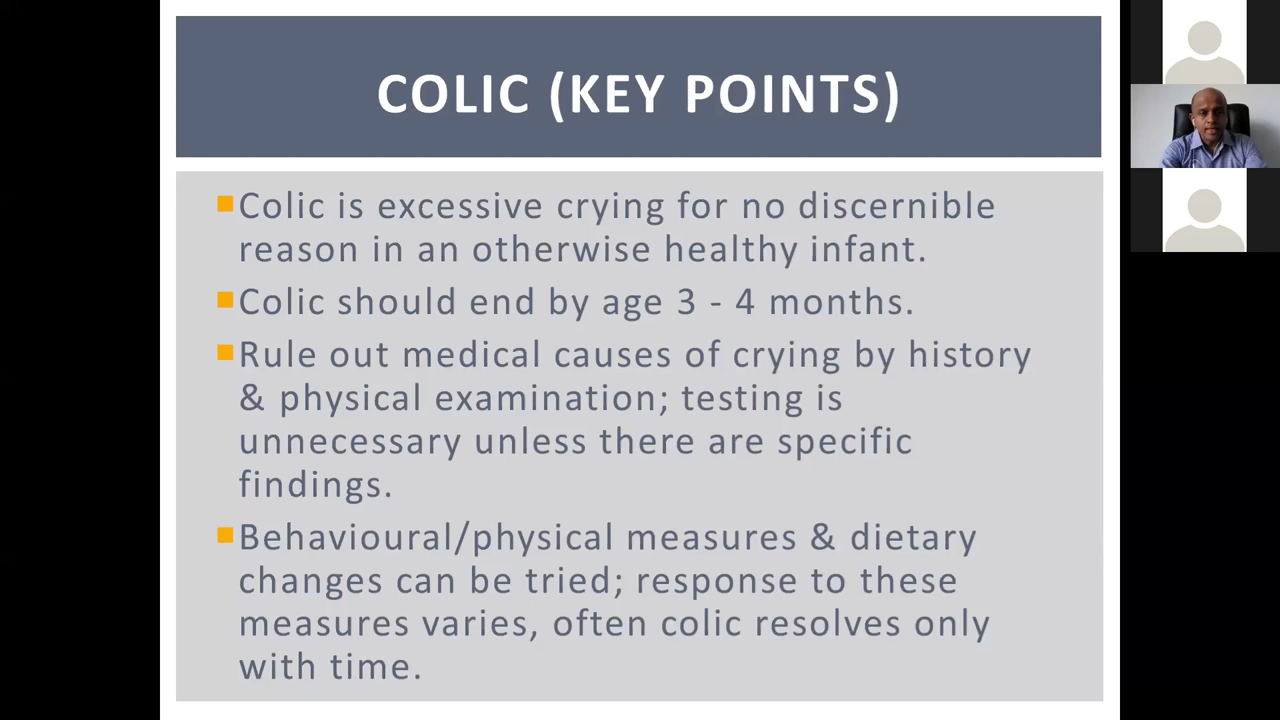 COLIC (KEY POINTS)
Colic is excessive crying for no discernible
reason in an otherwise healthy infant.
Colic should end by age 3 - 4 months.
Rule out medical causes of crying by history
& physical examination; testing is
unnecessary unless there are specific
findings.
Behavioural/physical measures & dietary
changes can be tried; response to these
measures varies, often colic resolves only
with time.